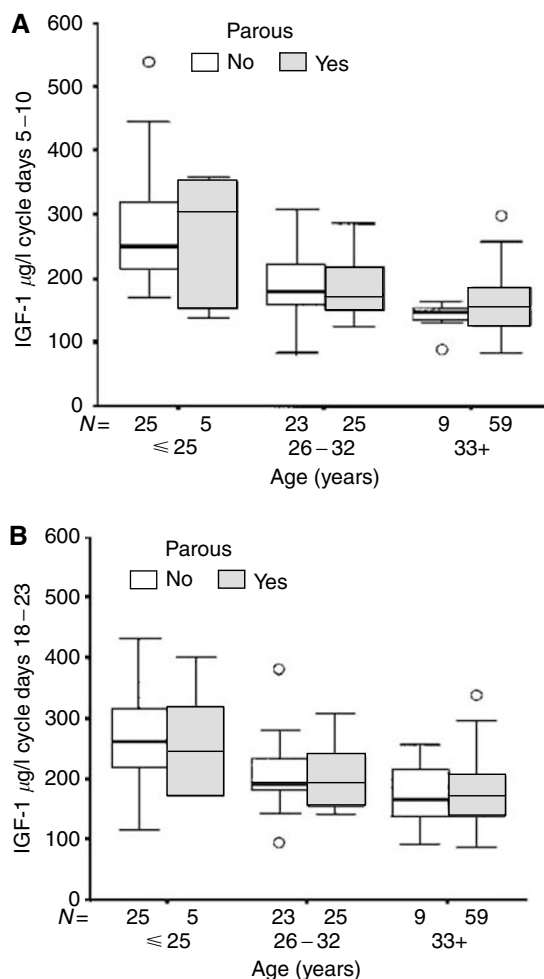 A
Parous
No Yes
IGF-1 μg/l cycle days 5–10
600
500
400
300
200
100
0
N= 25 5 23 25 9 59
⩽ 25 26–32 33+
Age (years)
B
Parous
No Yes
IGF-1 μg/l cycle days 18–23
600
500
400
300
200
100
0
N= 25 5 23 25 9 59
⩽ 25 26–32 33+
Age (years)